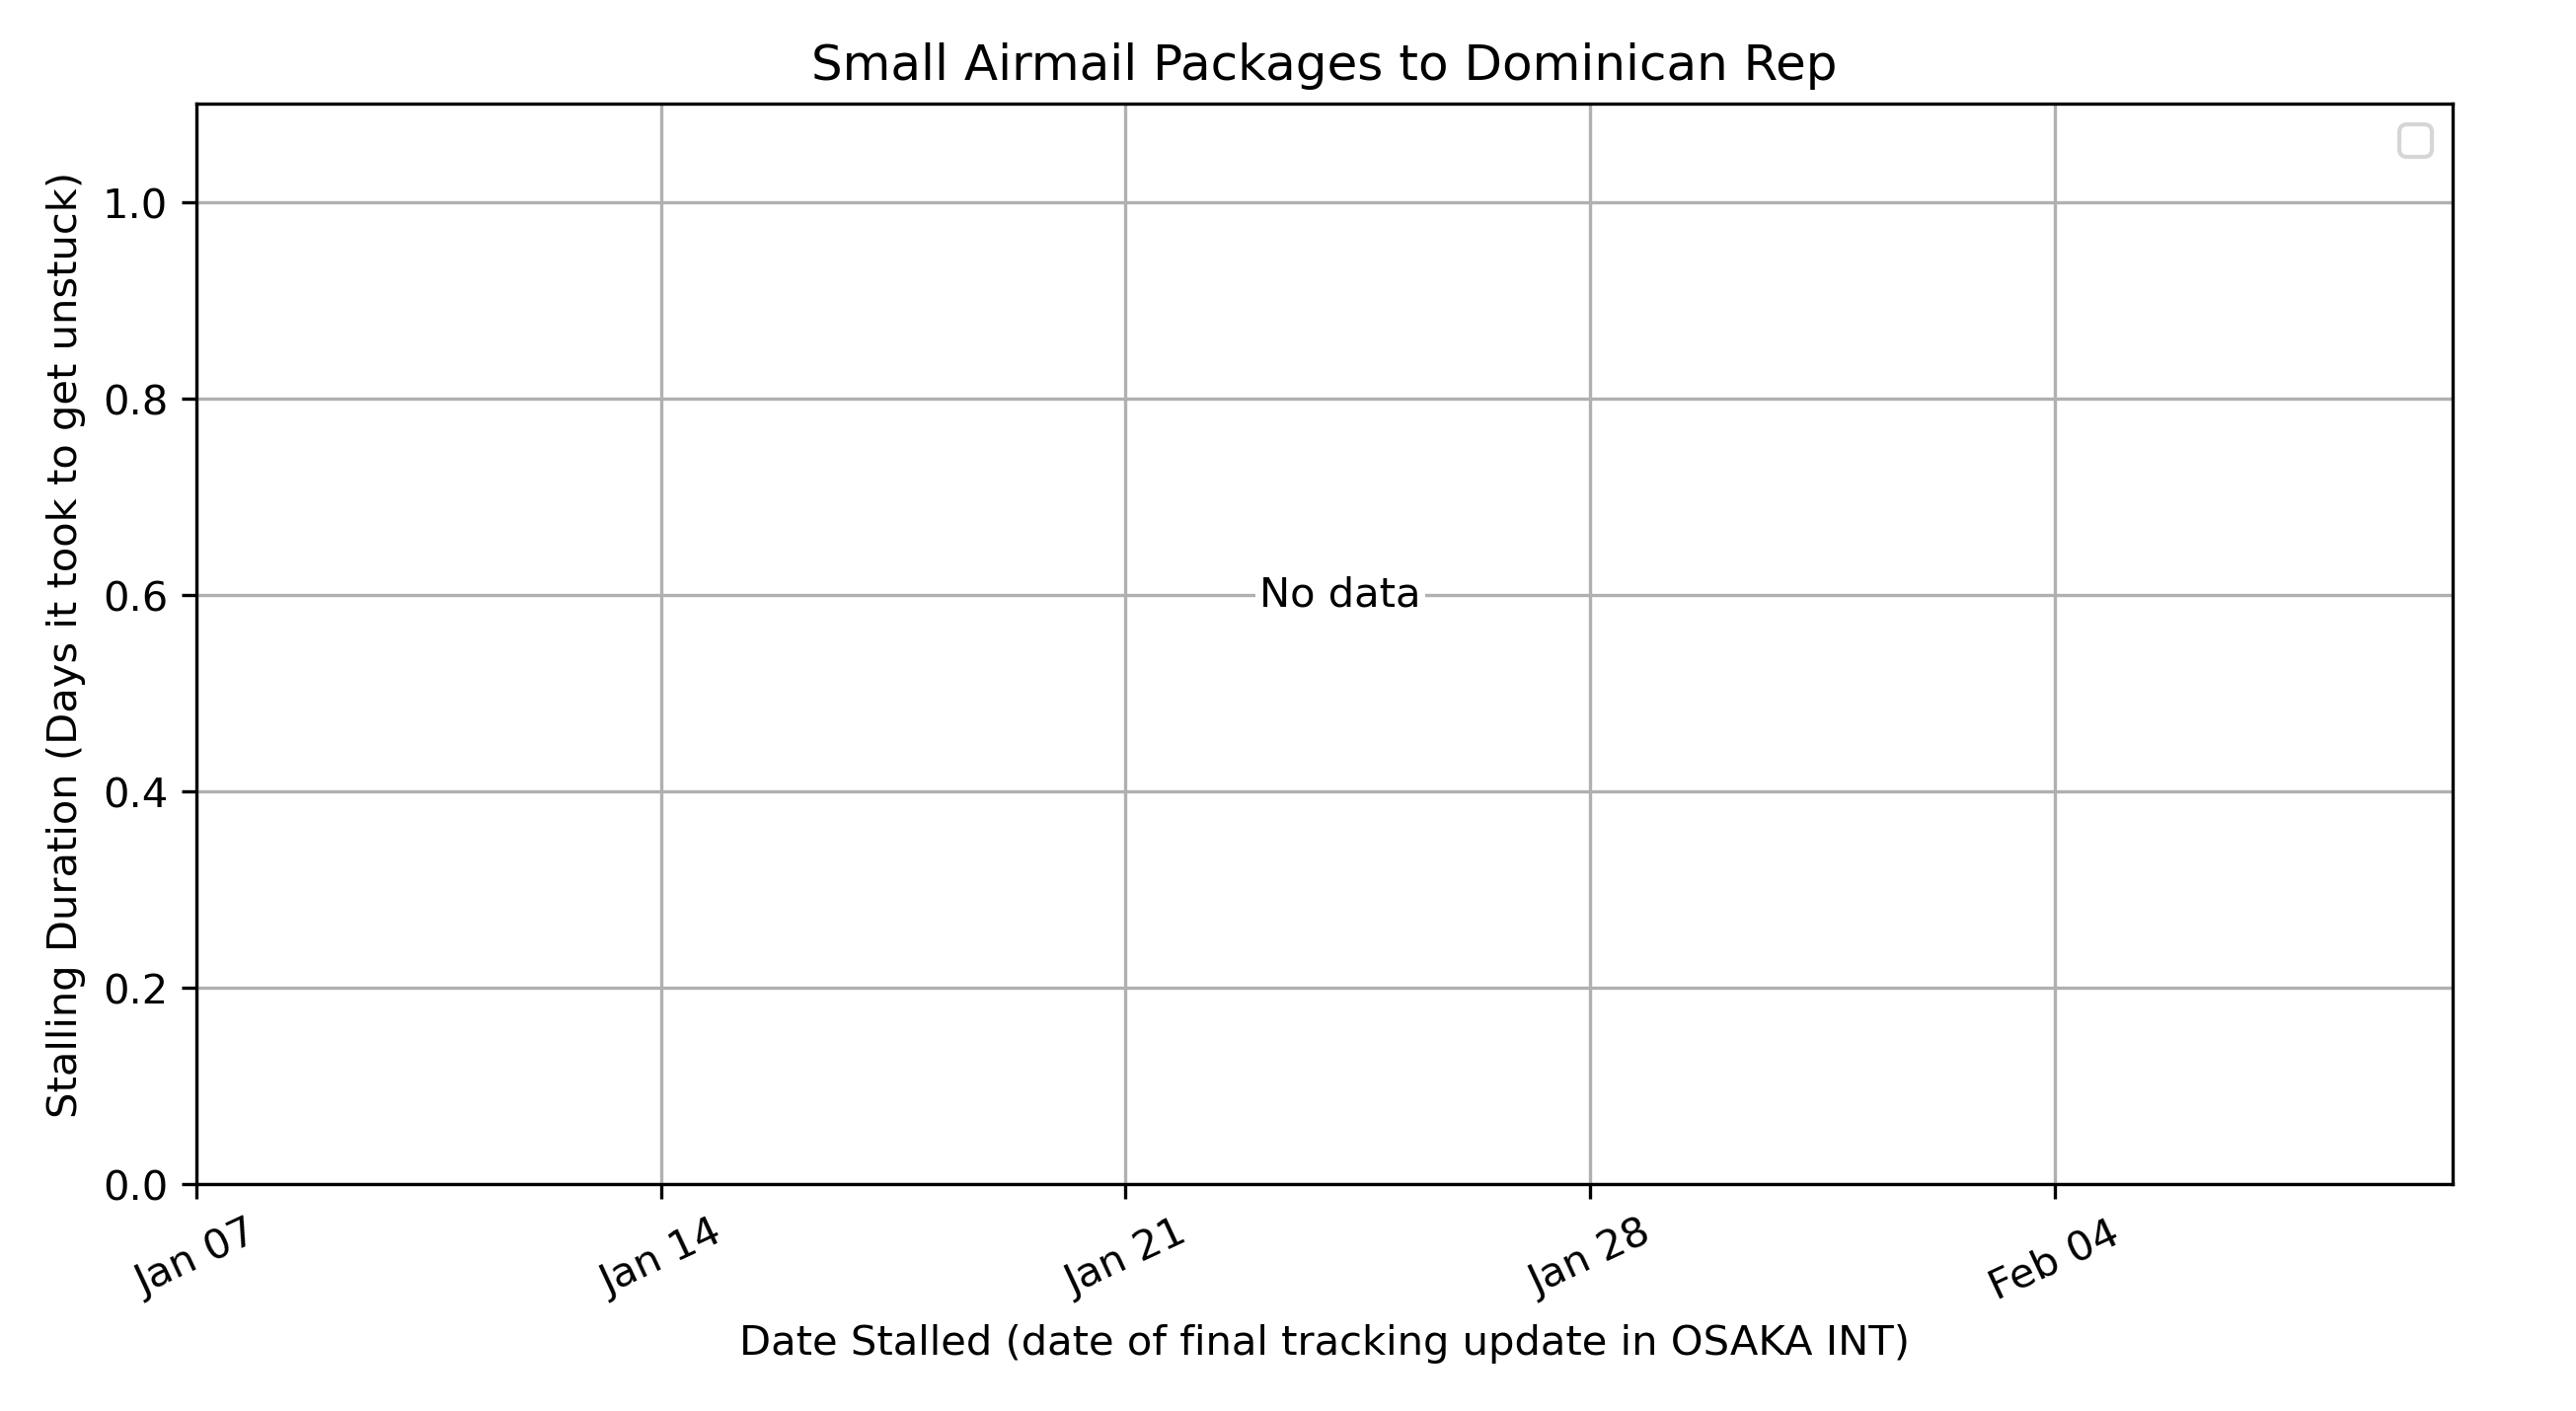 Small Airmail Packages to Dominican Rep
Stalling Duration (Days it took to get unstuck)
1.0
0.8
0.6
0.4
0.2
0.0
No data
Jan 07
Jan 14
Jan 21
Jan 28
Feb 04
Date Stalled (date of final tracking update in OSAKA INT)